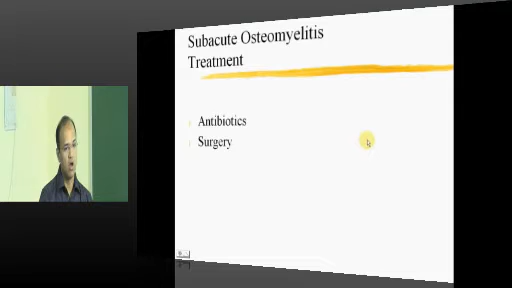 Subacute Osteomyelitis
Treatment
Antibiotics
Surgery